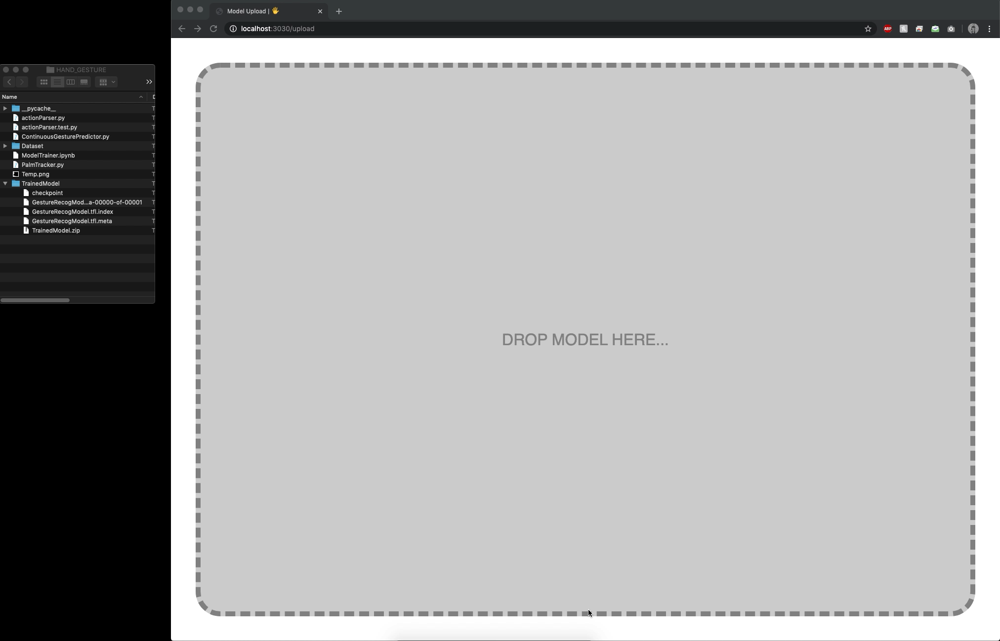 Model Upload | 🖐
localhost:3030/upload
ABP
HAND_GESTURE
Name
__pycache__
actionParser.py
actionParser.test.py
ContinuousGesturePredictor.py
Dataset
ModelTrainer.ipynb
PalmTracker.py
Temp.png
TrainedModel
checkpoint
GestureRecogMod...a-00000-of-00001
GestureRecogModel.tfl.index
GestureRecogModel.tfl.meta
TrainedModel.zip
DROP MODEL HERE...